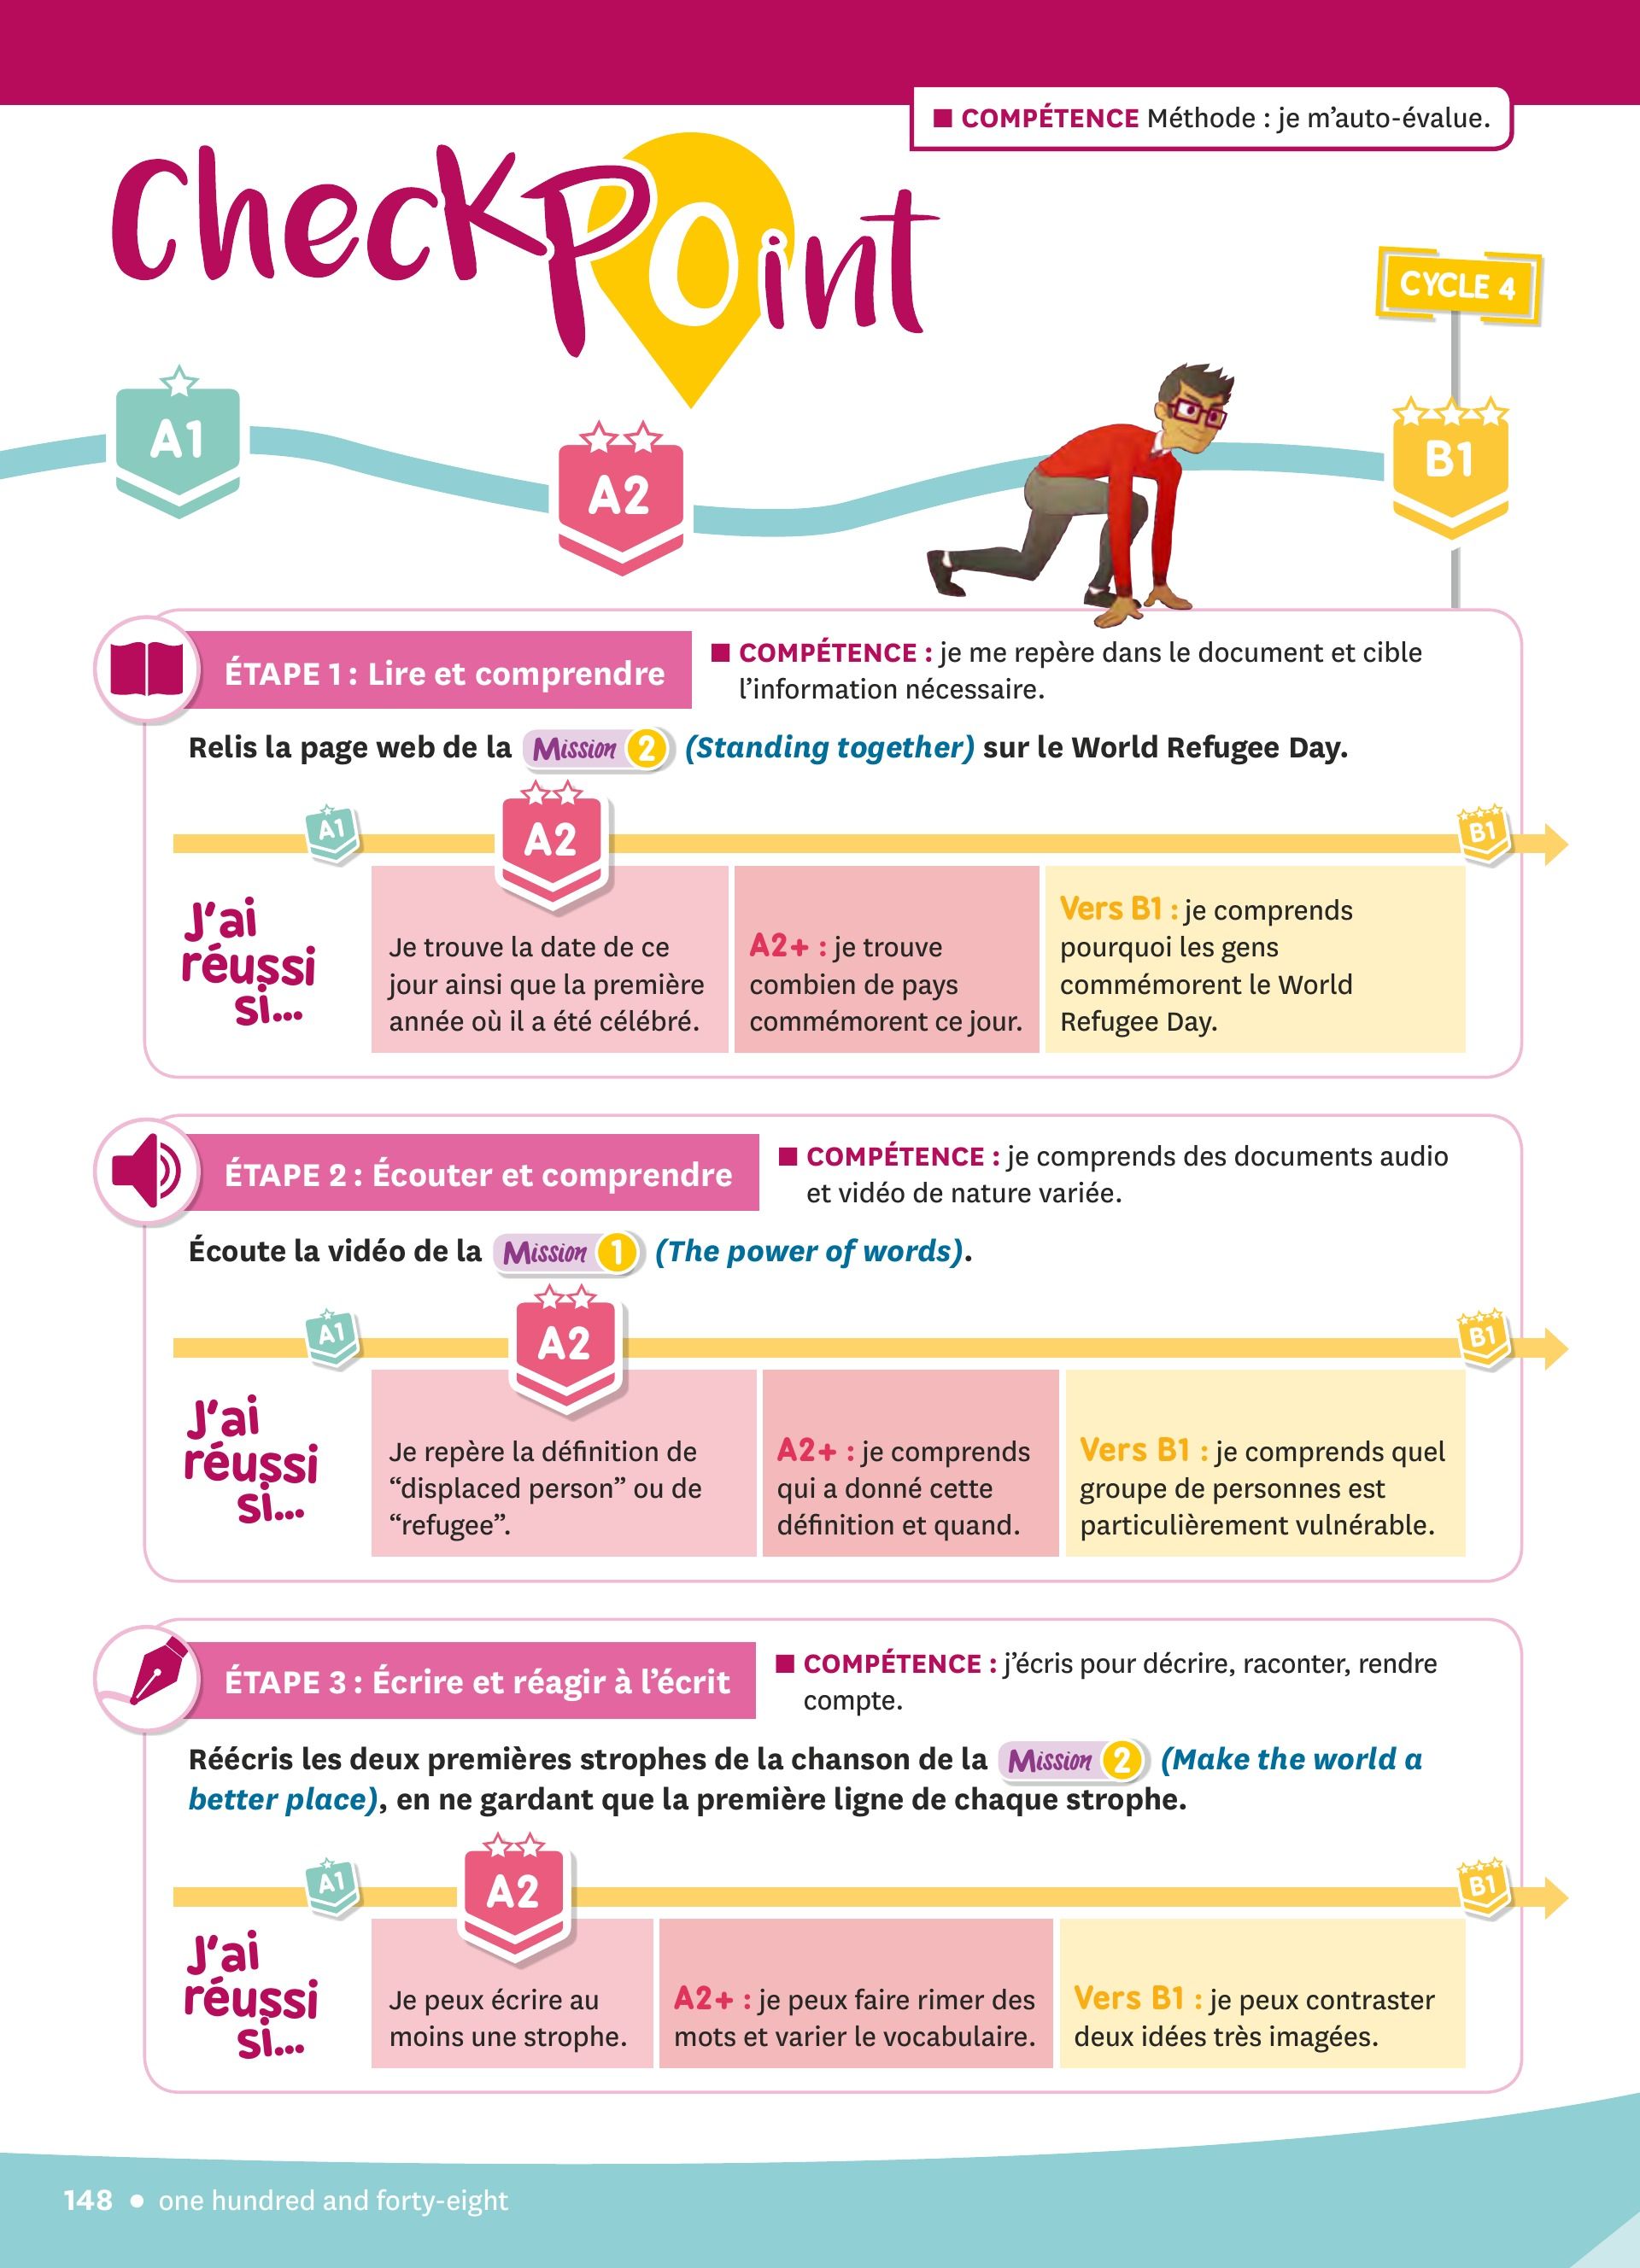 ■ COMPÉTENCE Méthode : je m’auto-évalue.
CheckPoint
CYCLE 4
A1
A2
B1
ÉTAPE 1 : Lire et comprendre
■ COMPÉTENCE : je me repère dans le document et cible
l’information nécessaire.
Relis la page web de la Mission 2 (Standing together) sur le World Refugee Day.
A1
A2
B1
J’ai
réussi
si...
Je trouve la date de ce
jour ainsi que la première
année où il a été célébré.
A2+ : je trouve
combien de pays
commémorent ce jour.
Vers B1 : je comprends
pourquoi les gens
commémorent le World
Refugee Day.
ÉTAPE 2 : Écouter et comprendre
■ COMPÉTENCE : je comprends des documents audio
et vidéo de nature variée.
Écoute la vidéo de la Mission 1 (The power of words).
A1
A2
B1
J’ai
réussi
si...
Je repère la définition de
“displaced person” ou de
“refugee”.
A2+ : je comprends
qui a donné cette
définition et quand.
Vers B1 : je comprends quel
groupe de personnes est
particulièrement vulnérable.
ÉTAPE 3 : Écrire et réagir à l’écrit
■ COMPÉTENCE : j’écris pour décrire, raconter, rendre
compte.
Réécris les deux premières strophes de la chanson de la Mission 2 (Make the world a
better place), en ne gardant que la première ligne de chaque strophe.
A1
A2
B1
J’ai
réussi
si...
Je peux écrire au
moins une strophe.
A2+ : je peux faire rimer des
mots et varier le vocabulaire.
Vers B1 : je peux contraster
deux idées très imagées.
148 • one hundred and forty-eight